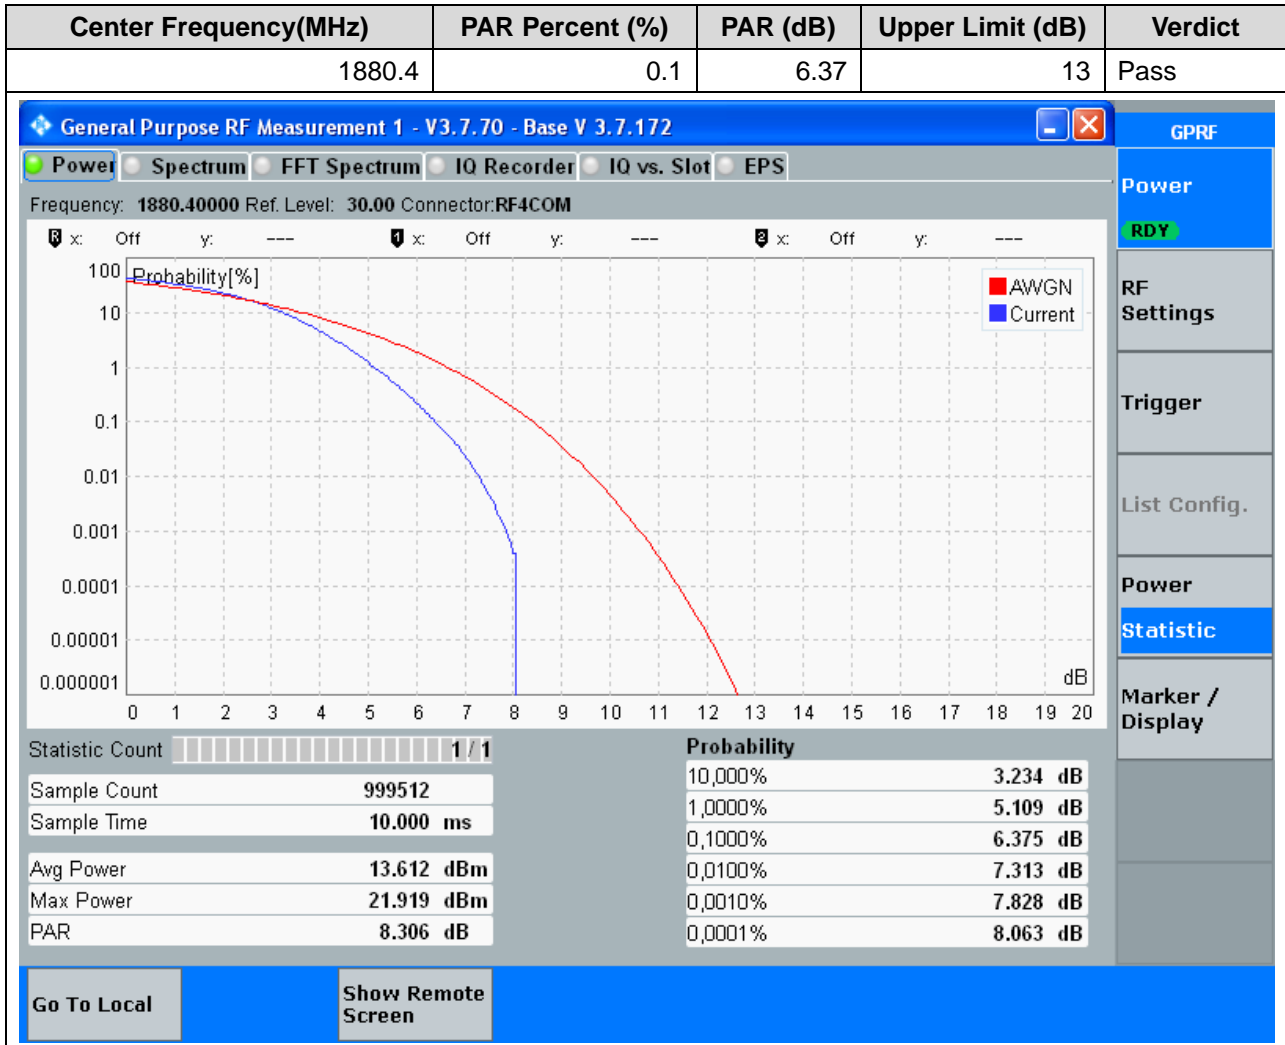 Center Frequency(MHz) PAR Percent (%) PAR (dB) Upper Limit (dB) Verdict
1880.4 0.1 6.37 13 Pass
General Purpose RF Measurement 1 - V3.7.70 - Base V 3.7.172
GPRF
Power Spectrum FFT Spectrum IQ Recorder IQ vs. Slot EPS
Frequency: 1880.40000 Ref. Level: 30.00 Connector:RF4COM
R x: Off y: --- 1 x: Off y: --- 2 x: Off y: ---
Probability[%]
AWGN
Current
100
10
1
0.1
0.01
0.001
0.0001
0.00001
0.000001
dB
0 1 2 3 4 5 6 7 8 9 10 11 12 13 14 15 16 17 18 19 20
Statistic Count 1 / 1
Sample Count 999512
Sample Time 10.000 ms
Avg Power 13.612 dBm
Max Power 21.919 dBm
PAR 8.306 dB
Probability
10,000% 3.234 dB
1,0000% 5.109 dB
0,1000% 6.375 dB
0,0100% 7.313 dB
0,0010% 7.828 dB
0,0001% 8.063 dB
Power
RDY
RF
Settings
Trigger
List Config.
Power
Statistic
Marker /
Display
Go To Local
Show Remote
Screen